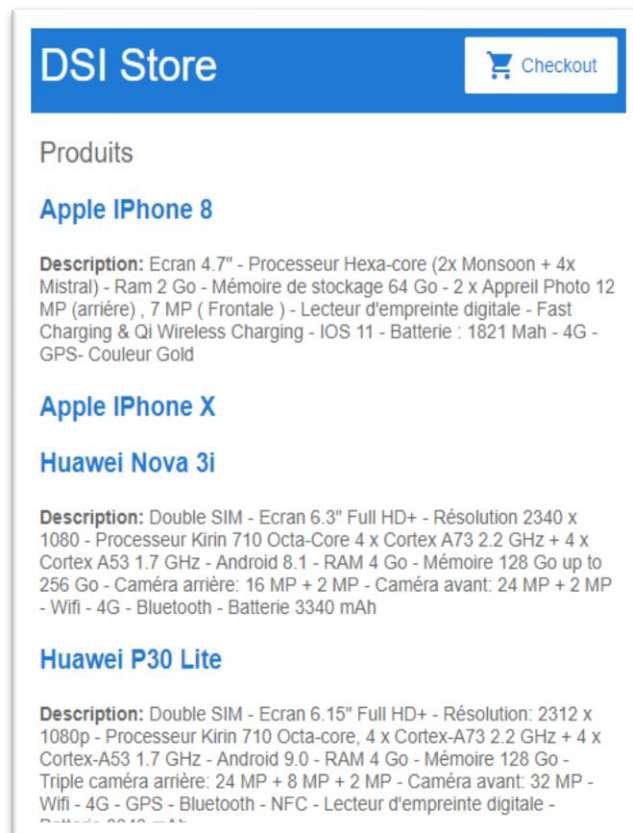 DSI Store
Checkout
Produits
Apple IPhone 8
Description: Ecran 4.7" - Processeur Hexa-core (2x Monsoon + 4x
Mistral) - Ram 2 Go - Mémoire de stockage 64 Go - 2 x Appreil Photo 12
MP (arriére) , 7 MP ( Frontale ) - Lecteur d'empreinte digitale - Fast
Charging & Qi Wireless Charging - IOS 11 - Batterie : 1821 Mah - 4G -
GPS- Couleur Gold
Apple IPhone X
Huawei Nova 3i
Description: Double SIM - Ecran 6.3" Full HD+ - Résolution 2340 x
1080 - Processeur Kirin 710 Octa-Core 4 x Cortex A73 2.2 GHz + 4 x
Cortex A53 1.7 GHz - Android 8.1 - RAM 4 Go - Mémoire 128 Go up to
256 Go - Caméra arrière: 16 MP + 2 MP - Caméra avant: 24 MP + 2 MP
- Wifi - 4G - Bluetooth - Batterie 3340 mAh
Huawei P30 Lite
Description: Double SIM - Ecran 6.15" Full HD+ - Résolution: 2312 x
1080p - Processeur Kirin 710 Octa-core, 4 x Cortex-A73 2.2 GHz + 4 x
Cortex-A53 1.7 GHz - Android 9.0 - RAM 4 Go - Mémoire 128 Go -
Triple caméra arrière: 24 MP + 8 MP + 2 MP - Caméra avant: 32 MP -
Wifi - 4G - GPS - Bluetooth - NFC - Lecteur d'empreinte digitale -